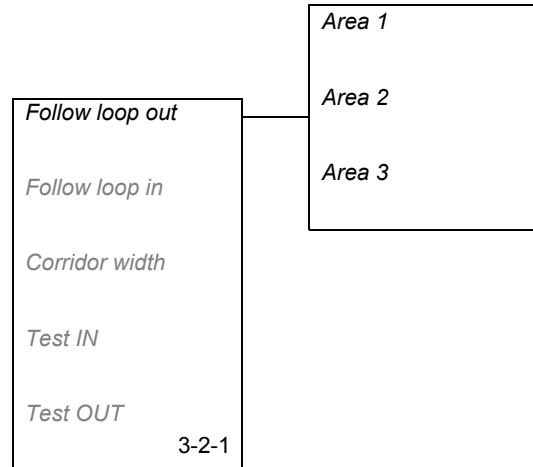 Area 1
Area 2
Area 3
Follow loop out
Follow loop in
Corridor width
Test IN
Test OUT
3-2-1